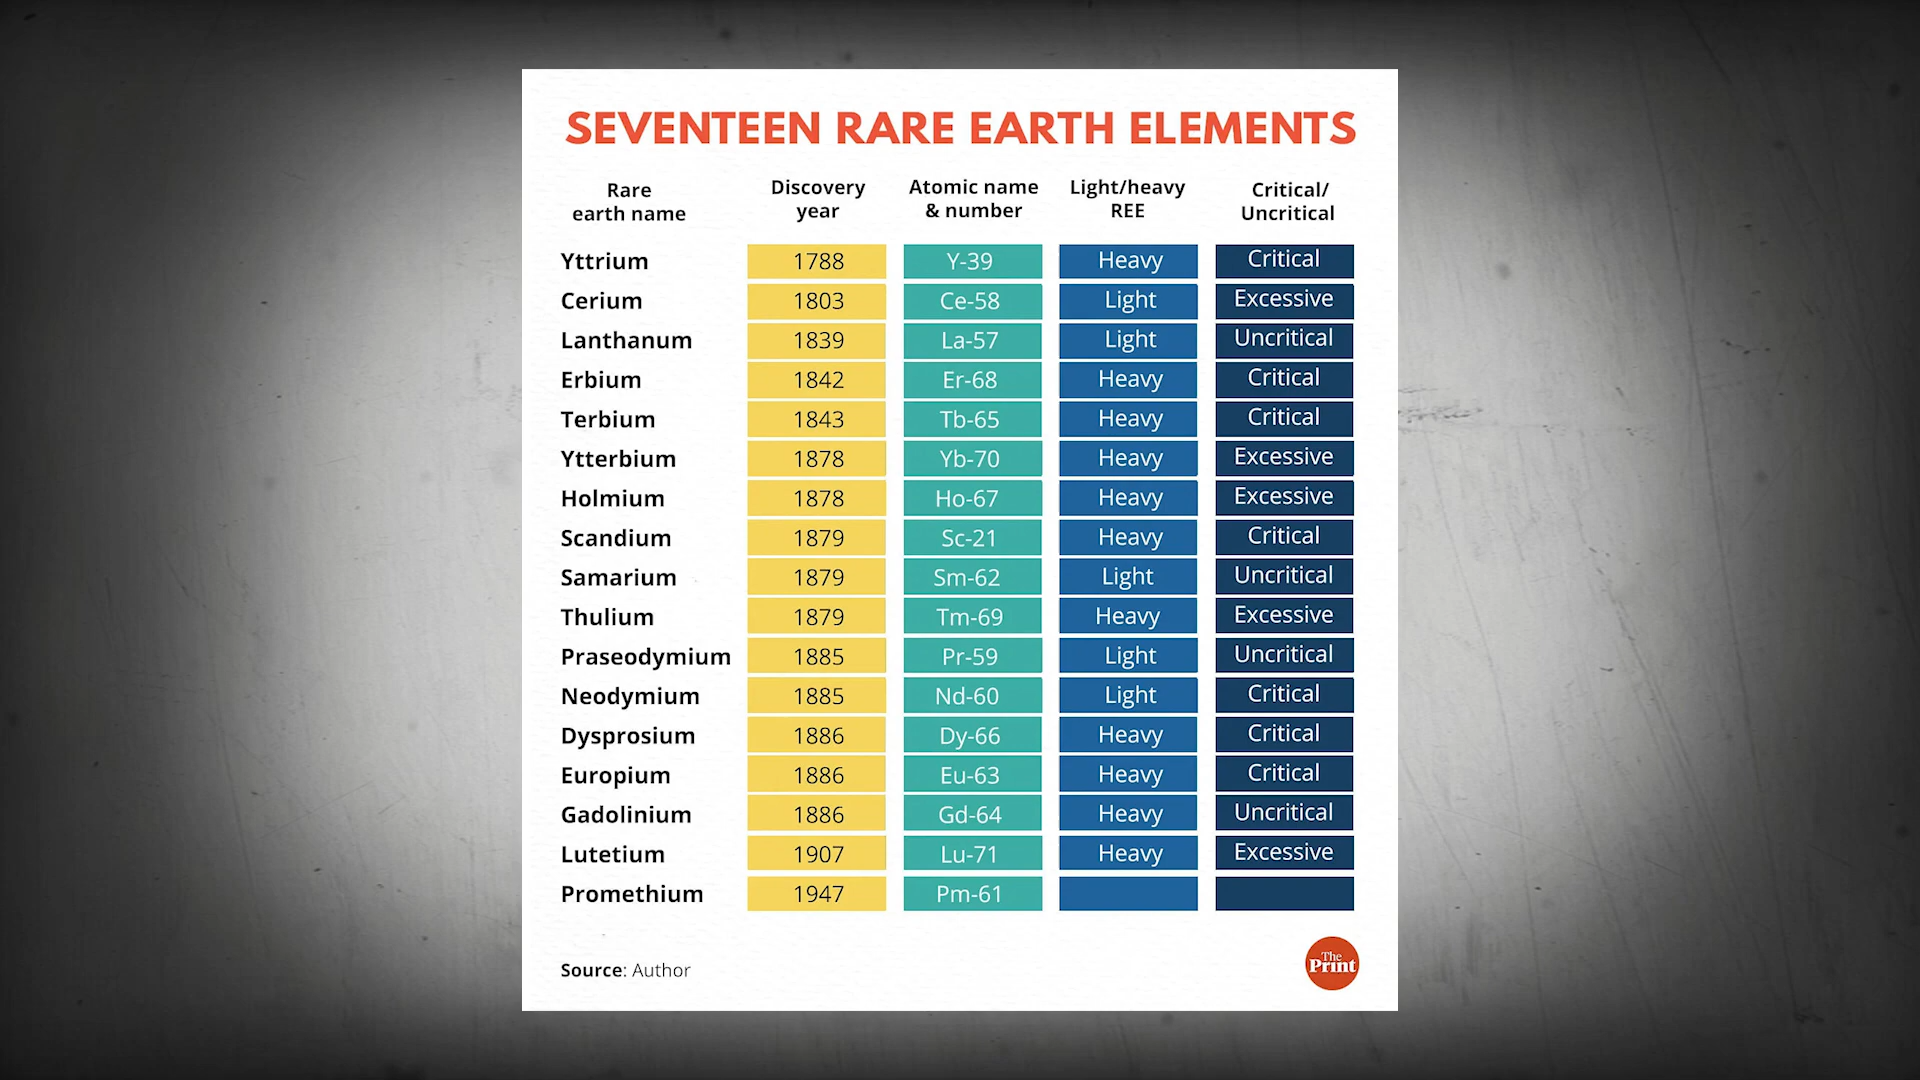 SEVENTEEN RARE EARTH ELEMENTS
Rare earth name Discovery year Atomic name & number Light/heavy REE Critical/ Uncritical
Yttrium 1788 Y-39 Heavy Critical
Cerium 1803 Ce-58 Light Excessive
Lanthanum 1839 La-57 Light Uncritical
Erbium 1842 Er-68 Heavy Critical
Terbium 1843 Tb-65 Heavy Critical
Ytterbium 1878 Yb-70 Heavy Excessive
Holmium 1878 Ho-67 Heavy Excessive
Scandium 1879 Sc-21 Heavy Critical
Samarium 1879 Sm-62 Light Uncritical
Thulium 1879 Tm-69 Heavy Excessive
Praseodymium 1885 Pr-59 Light Uncritical
Neodymium 1885 Nd-60 Light Critical
Dysprosium 1886 Dy-66 Heavy Critical
Europium 1886 Eu-63 Heavy Critical
Gadolinium 1886 Gd-64 Heavy Uncritical
Lutetium 1907 Lu-71 Heavy Excessive
Promethium 1947 Pm-61
Source: Author
The
Print